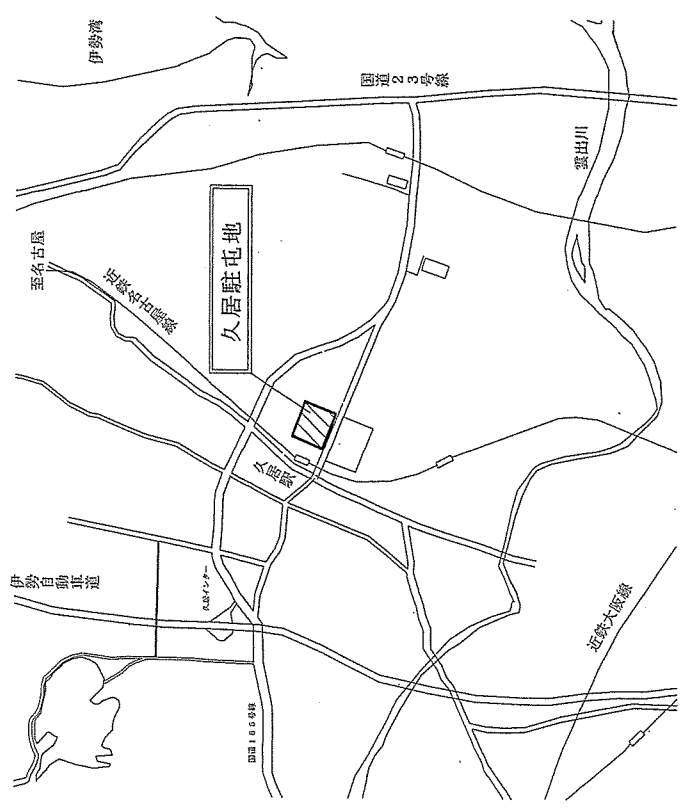 伊勢湾
国道23号線
雲出川
至名古屋
近鉄名古屋線
久居駐屯地
久居駅
伊勢自動車道
久居インター
国道165号線
近鉄大阪線